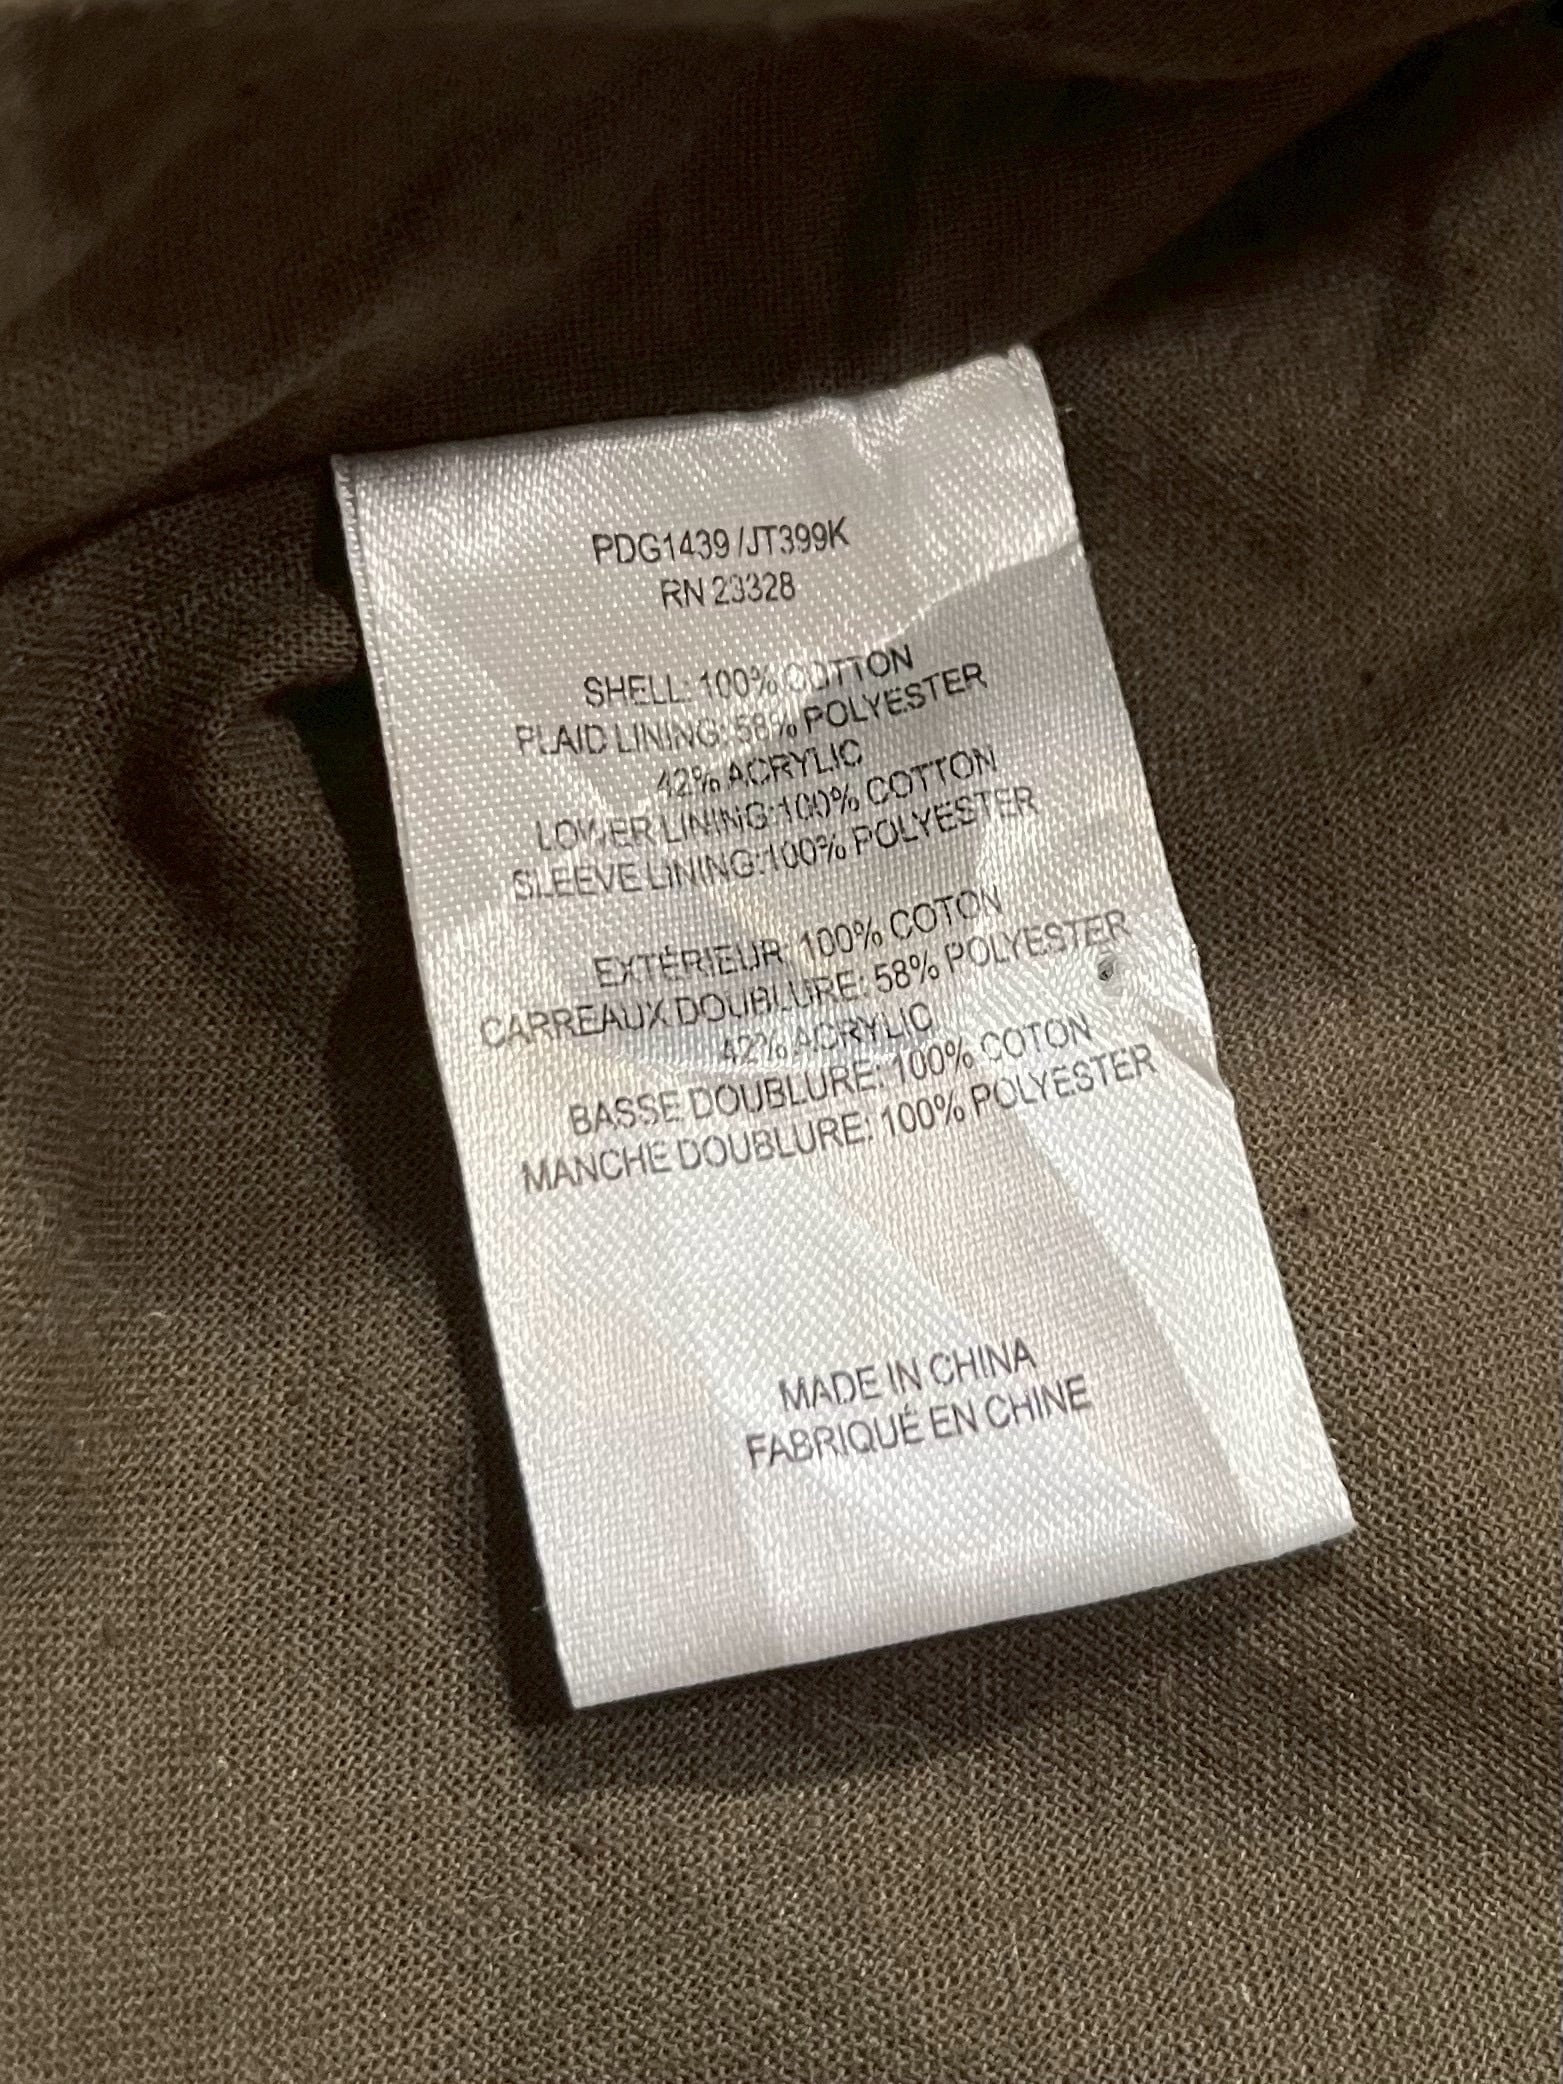 PDG1439 /JT399K
RN 23328
SHELL: 100% COTTON
PLAID LINING: 58% POLYESTER
42% ACRYLIC
LOWER LINING:100% COTTON
SLEEVE LINING:100% POLYESTER
EXTÉRIEUR: 100% COTON
CARREAUX DOUBLURE: 58% POLYESTER
42% ACRYLIC
BASSE DOUBLURE: 100% COTON
MANCHE DOUBLURE: 100% POLYESTER
MADE IN CHINA
FABRIQUÉ EN CHINE